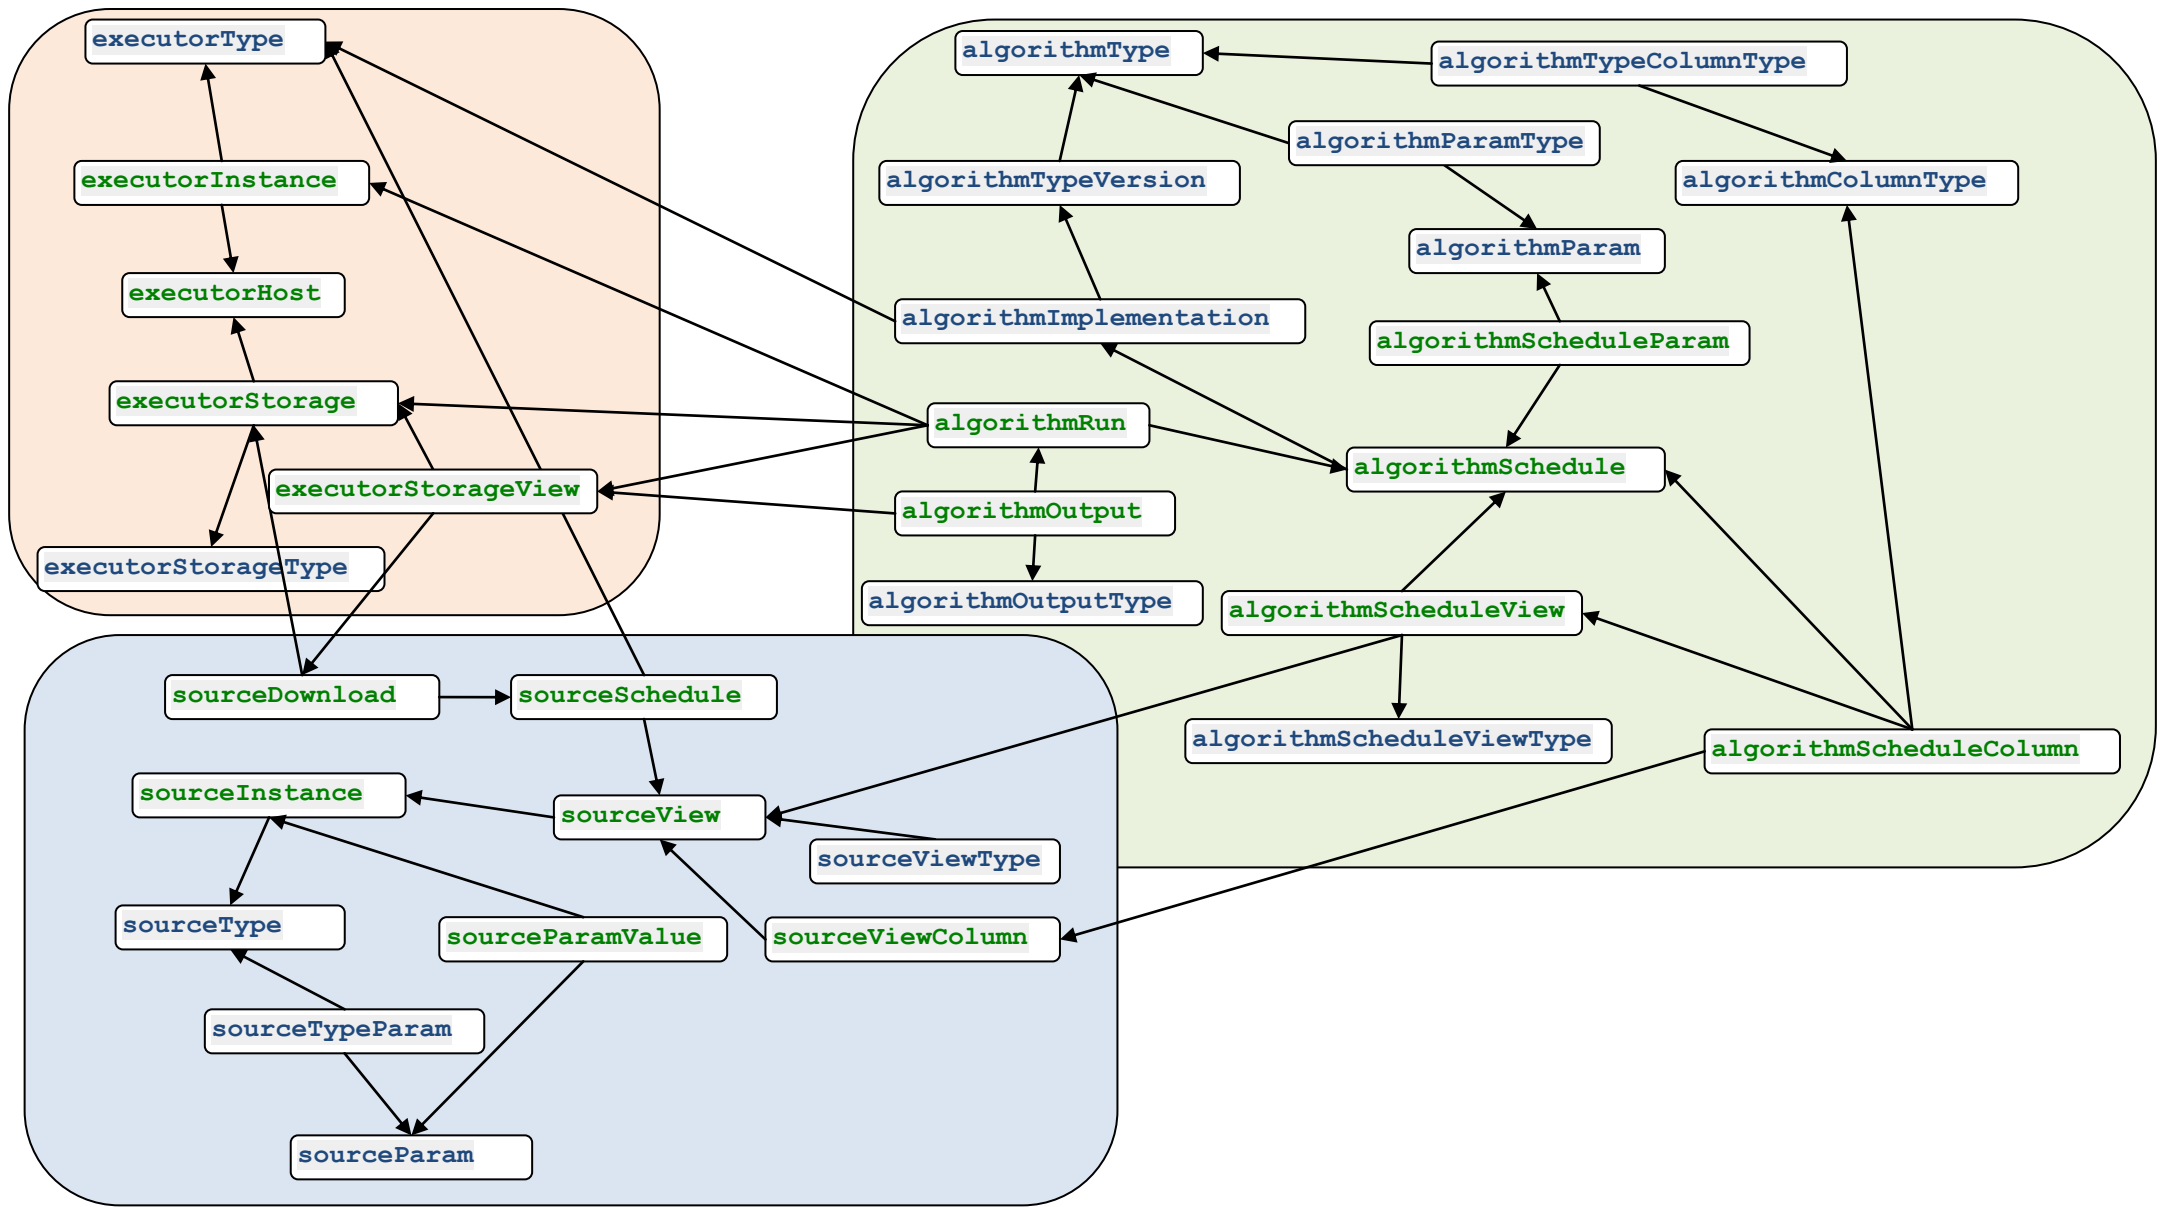 executorType
executorInstance
executorHost
executorStorage
executorStorageView
executorStorageType
algorithmType
algorithmTypeColumnType
algorithmParamType
algorithmTypeVersion
algorithmColumnType
algorithmParam
algorithmImplementation
algorithmScheduleParam
algorithmRun
algorithmSchedule
algorithmOutput
algorithmOutputType
algorithmScheduleView
algorithmScheduleViewType
algorithmScheduleColumn
sourceDownload
sourceSchedule
sourceInstance
sourceView
sourceViewType
sourceType
sourceParamValue
sourceViewColumn
sourceTypeParam
sourceParam